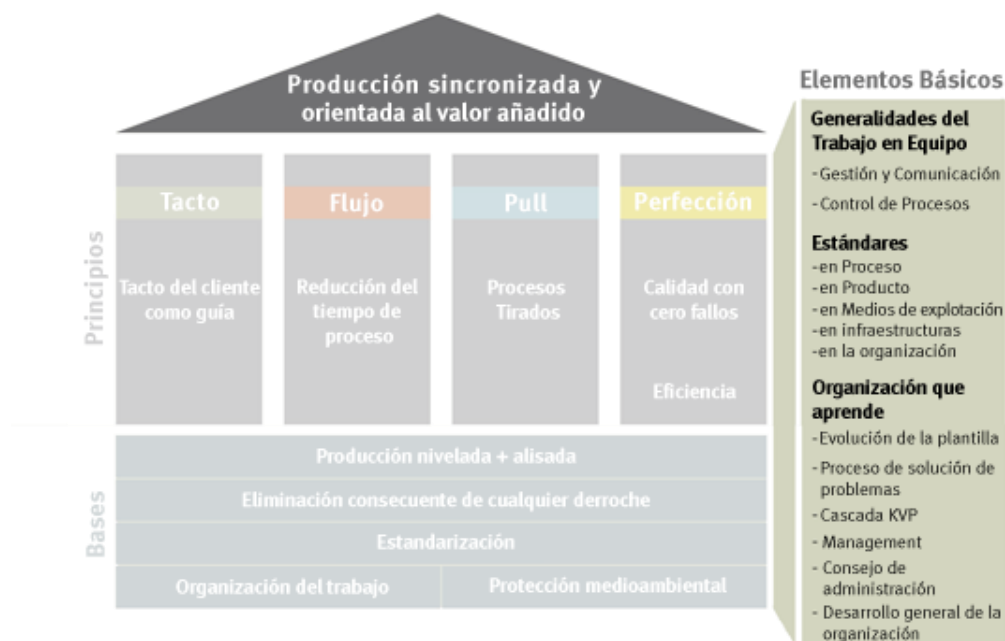 Producción sincronizada y
orientada al valor añadido
Principios
Tacto
Tacto del cliente
como guía
Flujo
Reducción del
tiempo de
proceso
Pull
Procesos
Tirados
Perfección
Calidad con
cero fallos
Eficiencia
Bases
Producción nivelada + alisada
Eliminación consecuente de cualquier derroche
Estandarización
Organización del trabajo
Protección medioambiental
Elementos Básicos
Generalidades del
Trabajo en Equipo
-Gestión y Comunicación
-Control de Procesos
Estándares
-en Proceso
-en Producto
-en Medios de explotación
-en infraestructuras
-en la organización
Organización que
aprende
-Evolución de la plantilla
-Proceso de solución de
problemas
- Cascada KVP
- Management
- Consejo de
administración
- Desarrollo general de la
organización